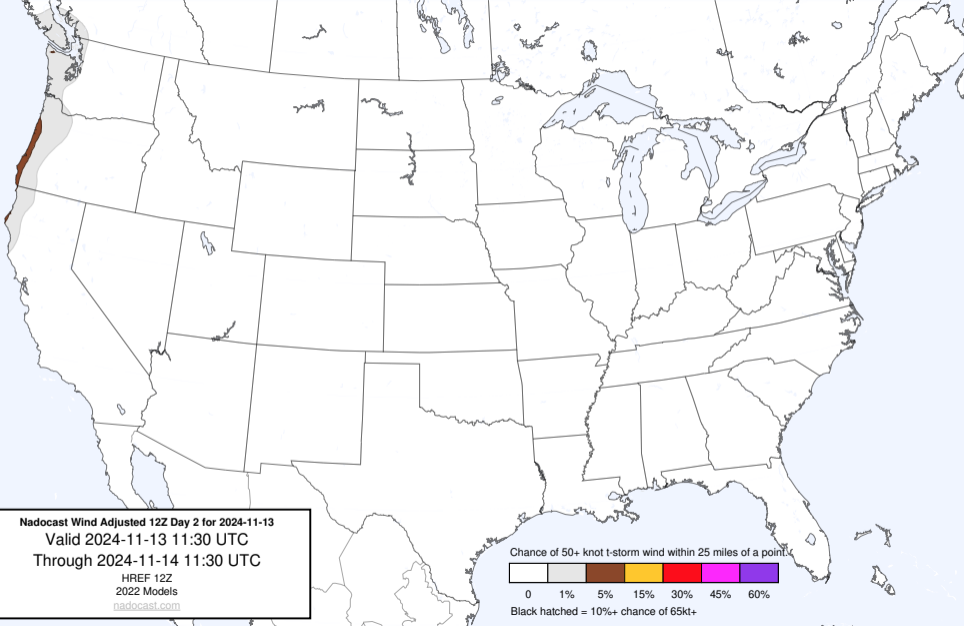 Nadocast Wind Adjusted 12Z Day 2 for 2024-11-13
Valid 2024-11-13 11:30 UTC
Through 2024-11-14 11:30 UTC
HREF 12Z
2022 Models
nadocast.com
Chance of 50+ knot t-storm wind within 25 miles of a point.
0 1% 5% 15% 30% 45% 60%
Black hatched = 10%+ chance of 65kt+